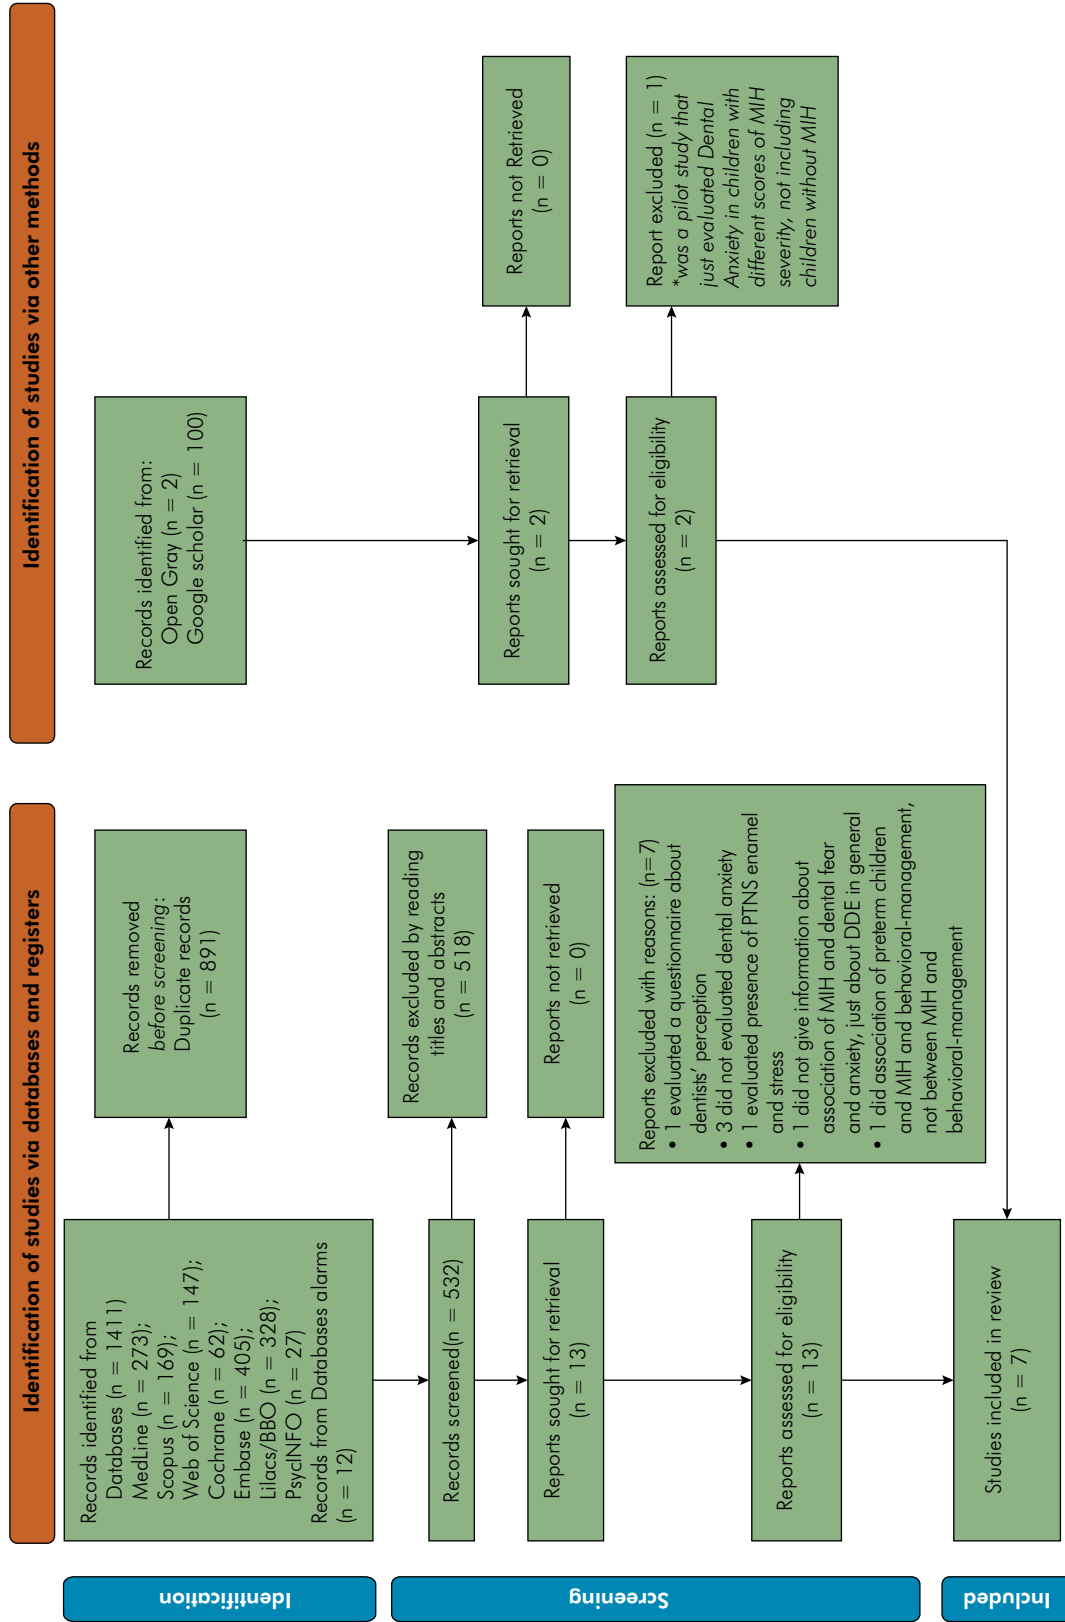 Identification of studies via databases and registers
Identification of studies via other methods
Identification
Records identified from
Databases (n = 1411)
MedLine (n = 273);
Scopus (n = 169);
Web of Science (n = 147);
Cochrane (n = 62);
Embase (n = 405);
Lilacs/BBO (n = 328);
PsycINFO (n = 27)
Records from Databases alarms
(n = 12)
Records removed
before screening:
Duplicate records
(n = 891)
Records identified from:
Open Gray (n = 2)
Google scholar (n = 100)
Screening
Records screened(n = 532)
Records excluded by reading
titles and abstracts
(n = 518)
Reports sought for retrieval
(n = 13)
Reports not retrieved
(n = 0)
Reports sought for retrieval
(n = 2)
Reports not Retrieved
(n = 0)
Reports assessed for eligibility
(n = 13)
Reports excluded with reasons: (n=7)
• 1 evaluated a questionnaire about
dentists' perception
• 3 did not evaluated dental anxiety
• 1 evaluated presence of PTNS enamel
and stress
• 1 did not give information about
association of MIH and dental fear
and anxiety, just about DDE in general
• 1 did association of preterm children
and MIH and behavioral-management,
not between MIH and
behavioral-management
Reports assessed for eligibility
(n = 2)
Report excluded (n = 1)
*was a pilot study that
just evaluated Dental
Anxiety in children with
different scores of MIH
severity, not including
children without MIH
Included
Studies included in review
(n = 7)